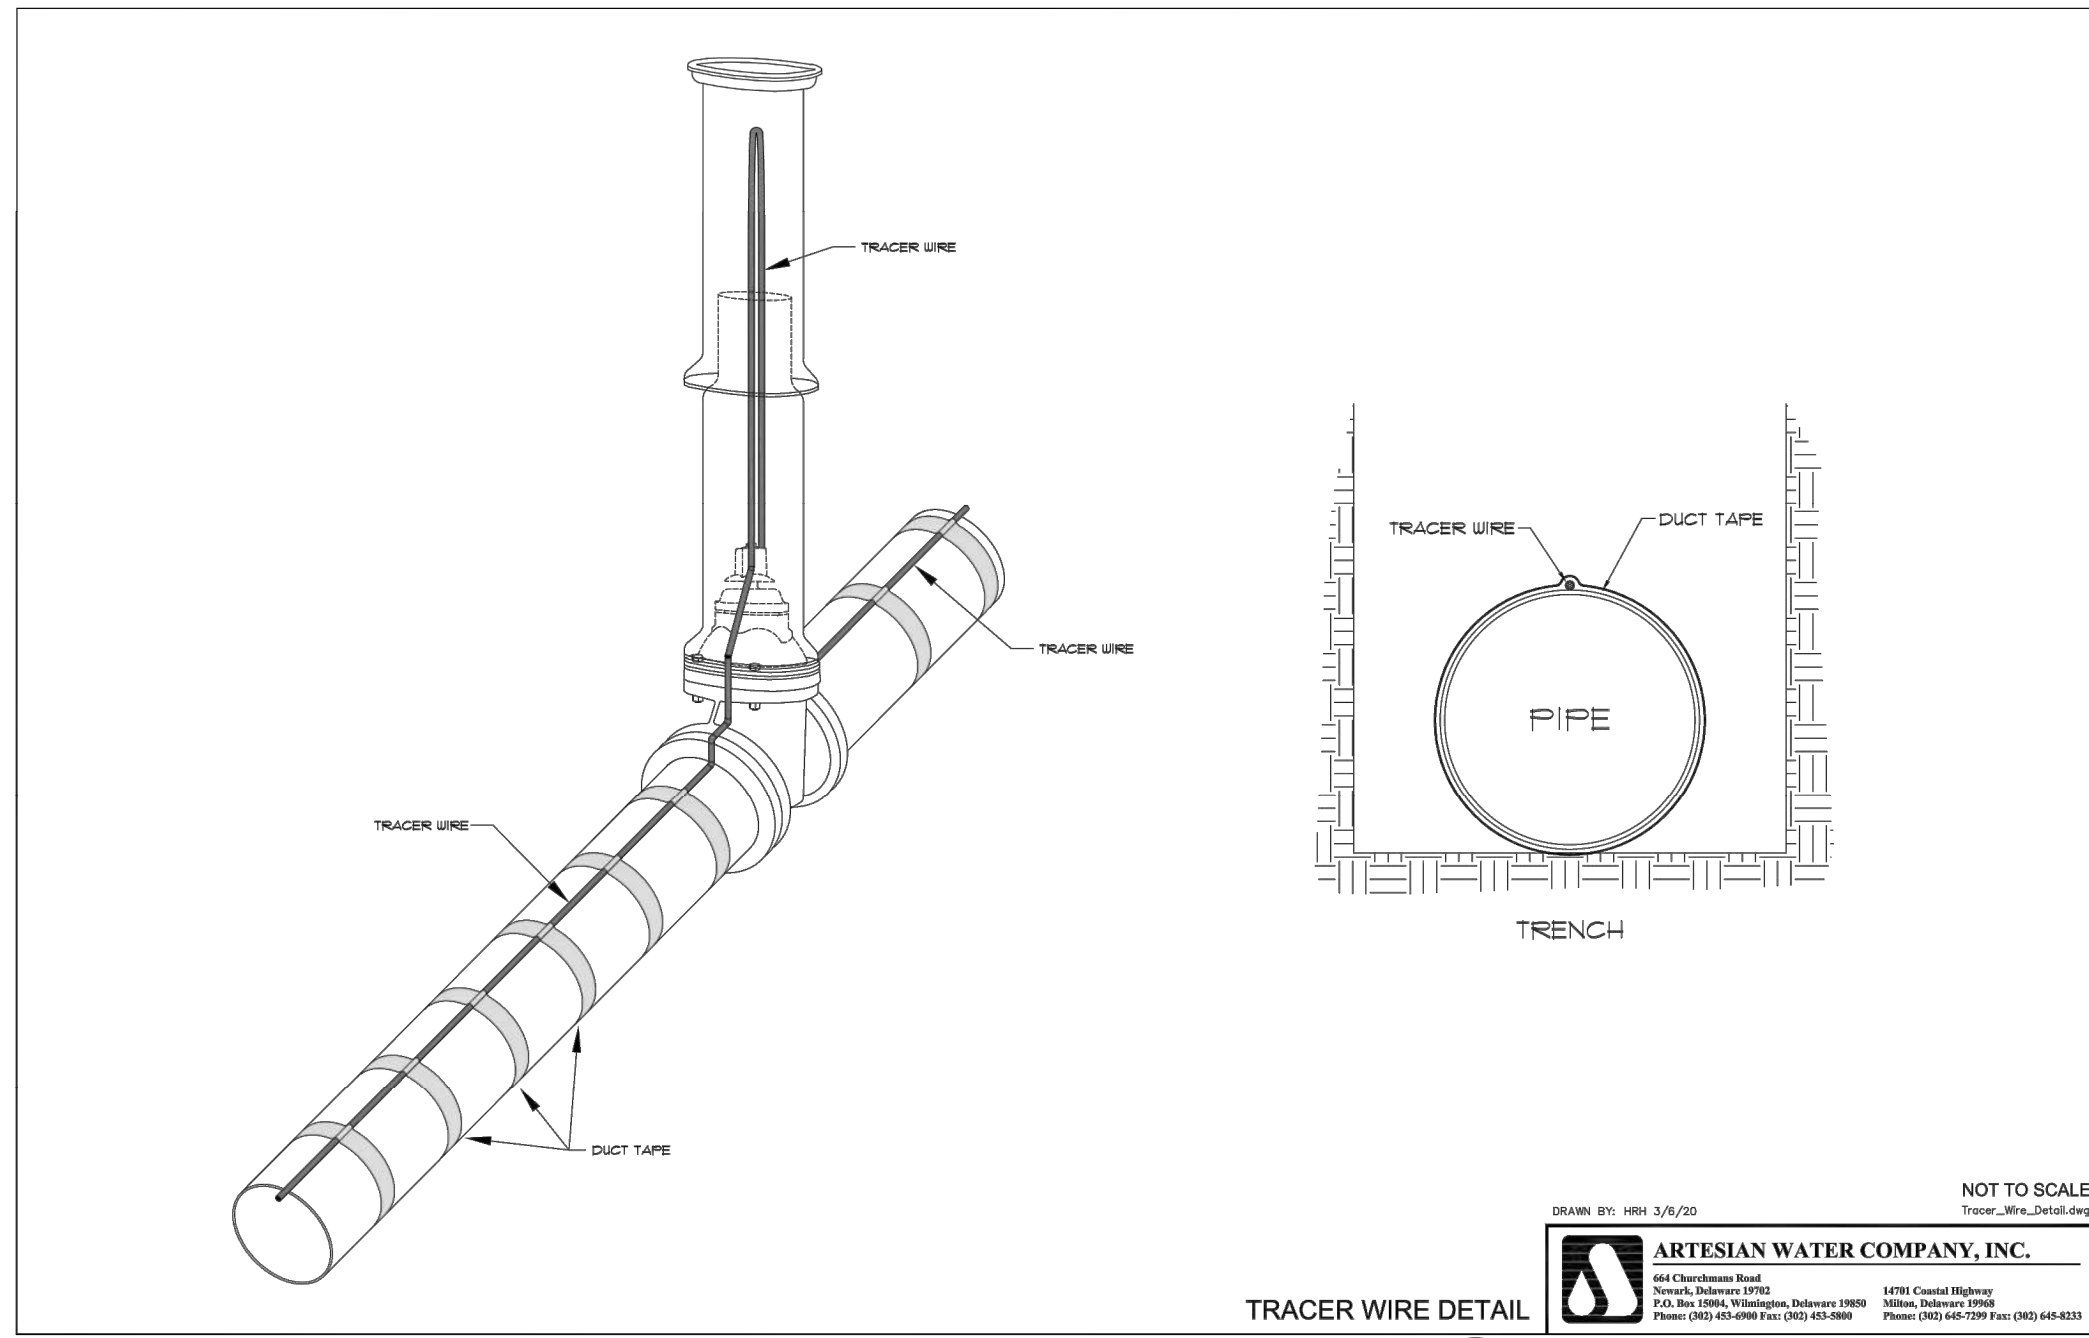 TRACER WIRE
TRACER WIRE
TRACER WIRE
DUCT TAPE
TRACER WIRE
DUCT TAPE
PIPE
TRENCH
NOT TO SCALE
DRAWN BY: HRH 3/6/20
Tracer_Wire_Detail.dwg
TRACER WIRE DETAIL
ARTESIAN WATER COMPANY, INC.
664 Churchmans Road
Newark, Delaware 19702
P.O. Box 15004, Wilmington, Delaware 19850
Phone: (302) 453-6900 Fax: (302) 453-5800
14701 Coastal Highway
Milton, Delaware 19968
Phone: (302) 645-7299 Fax: (302) 645-8233